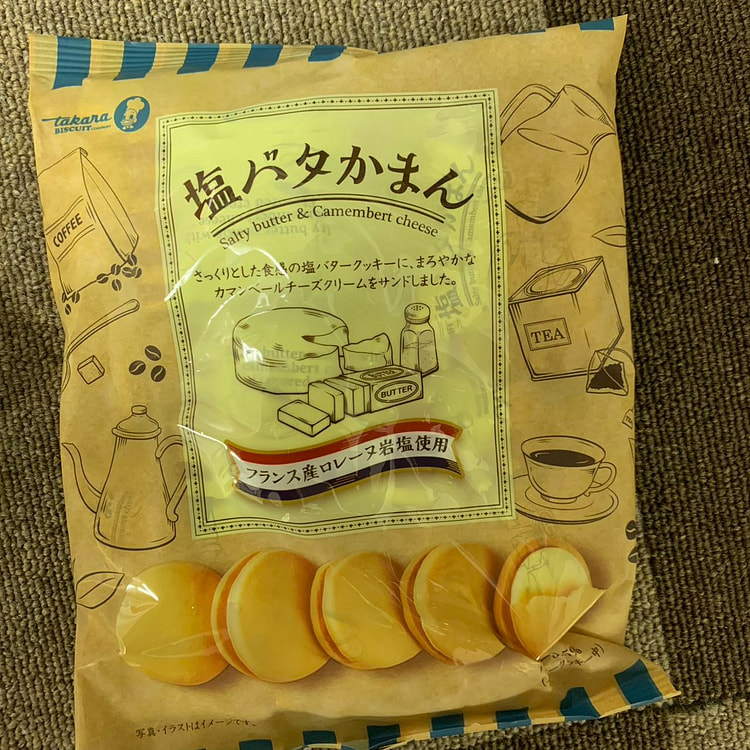 takara
BISCUIT COMPANY
塩バタかまん
Salty butter & Camembert cheese
さっくりとした食感の塩バタークッキーに、まろやかな
カマンベールチーズクリームをサンドしました。
COFFEE
TEA
BUTTER
フランス産ロレーヌ岩塩使用
写真・イラストはイメージです。